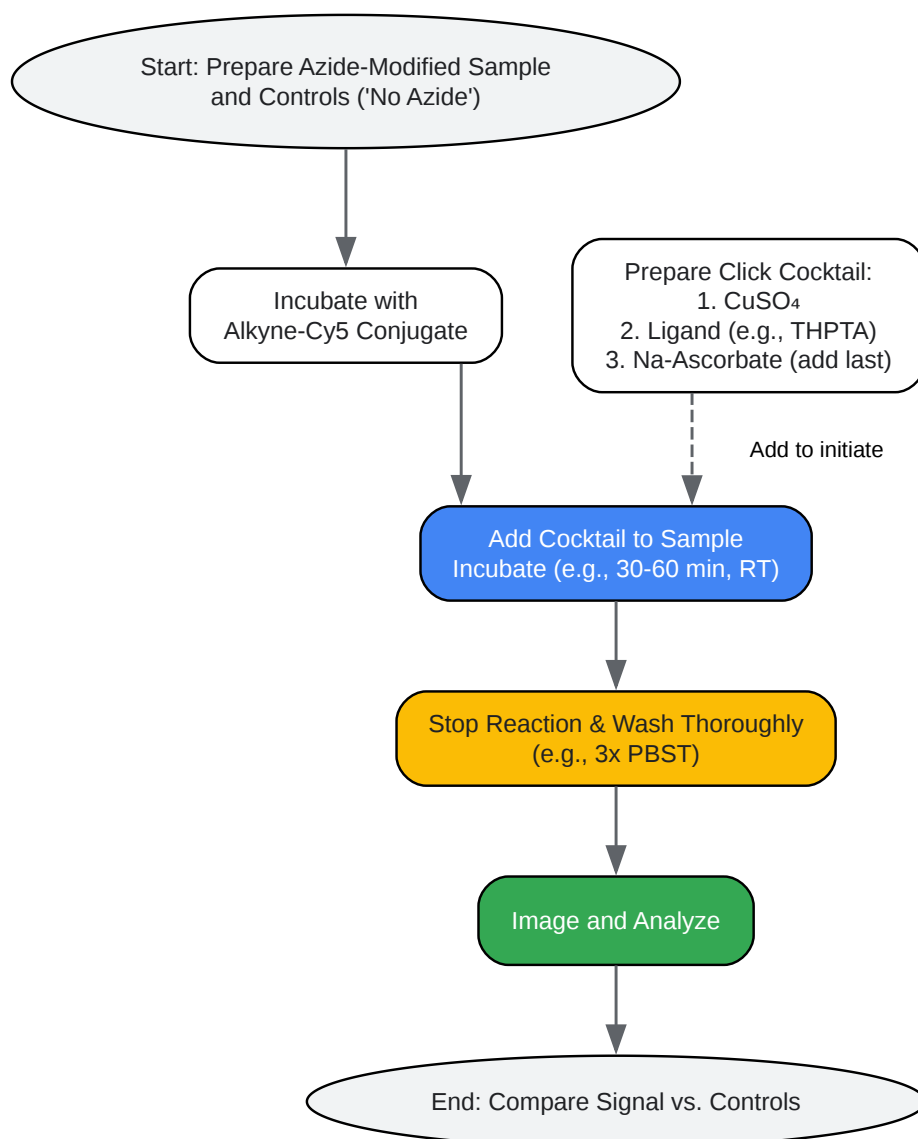 Start: Prepare Azide-Modified Sample
and Controls ('No Azide')
Incubate with
Alkyne-Cy5 Conjugate
Prepare Click Cocktail:
1. CuSO₄
2. Ligand (e.g., THPTA)
3. Na-Ascorbate (add last)
Add to initiate
Add Cocktail to Sample
Incubate (e.g., 30-60 min, RT)
Stop Reaction & Wash Thoroughly
(e.g., 3x PBST)
Image and Analyze
End: Compare Signal vs. Controls